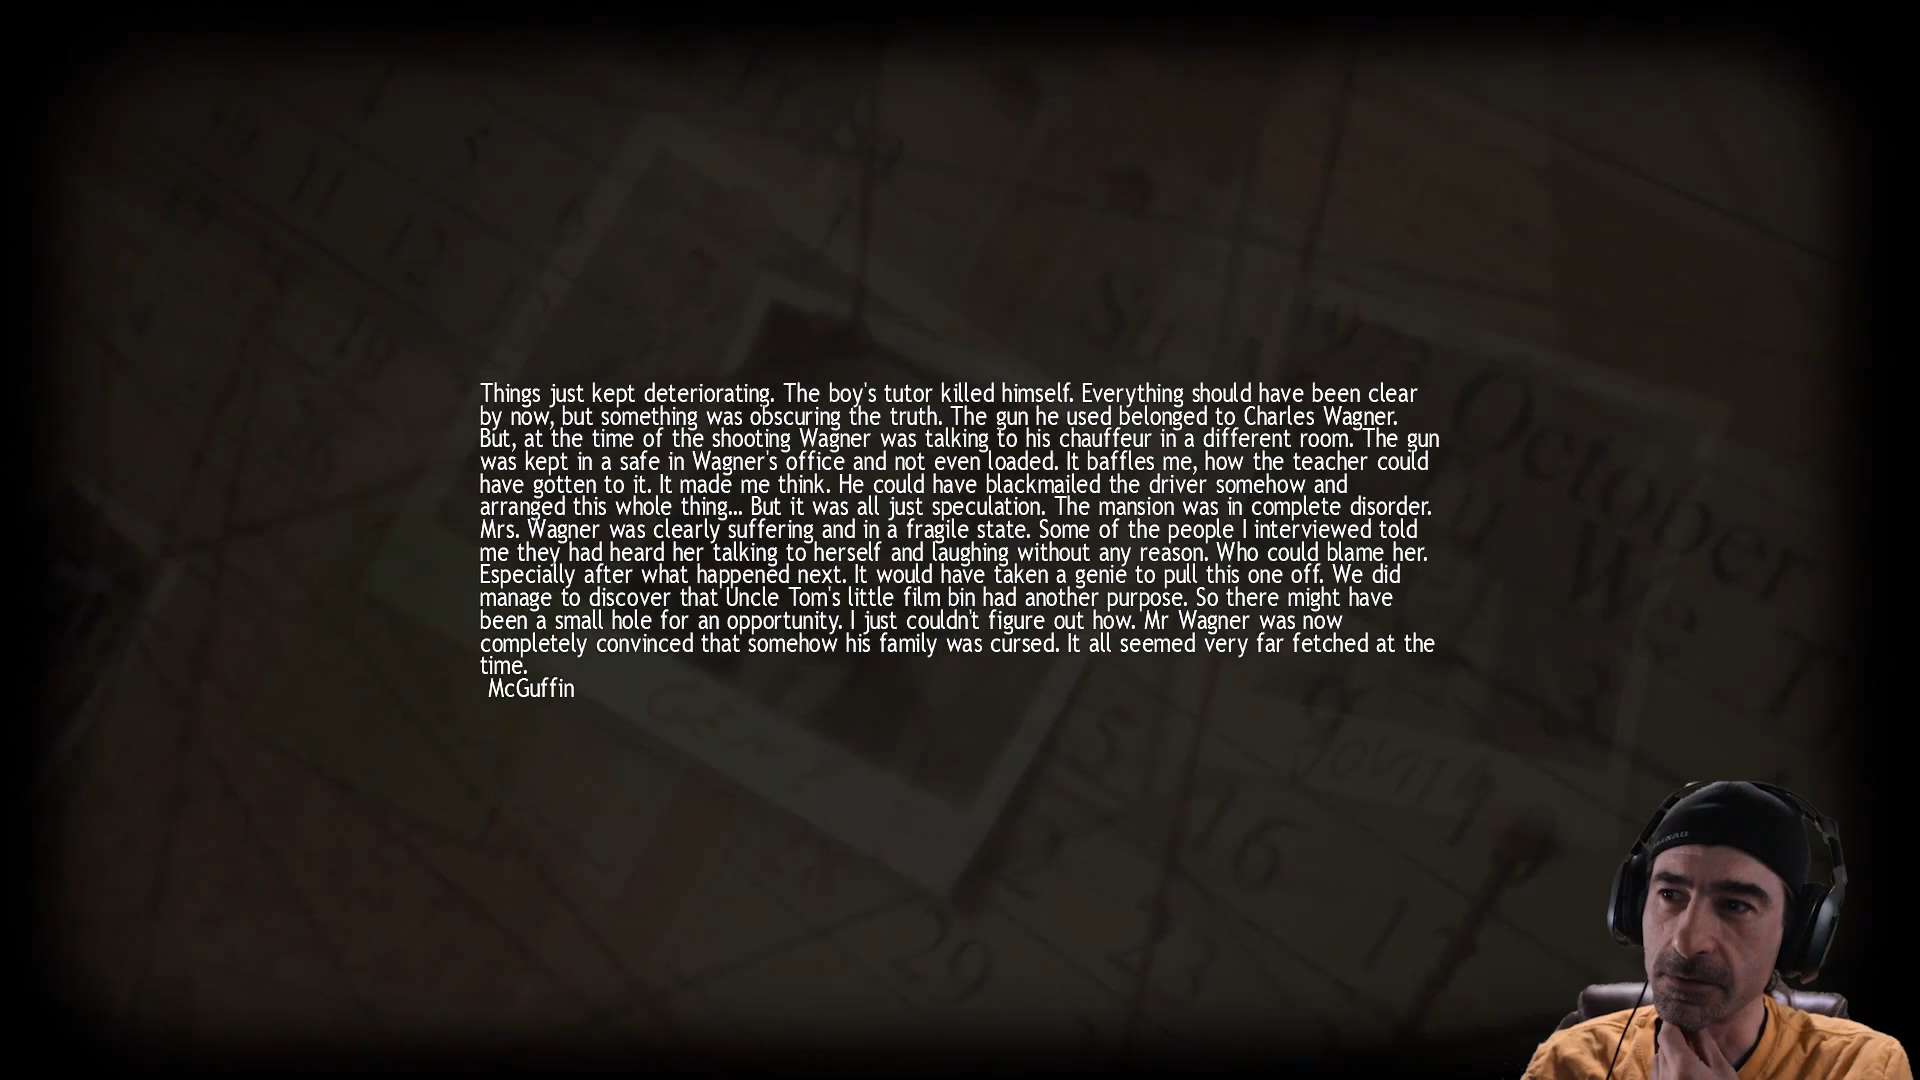 Things just kept deteriorating. The boy's tutor killed himself. Everything should have been clear
by now, but something was obscuring the truth. The gun he used belonged to Charles Wagner.
But, at the time of the shooting Wagner was talking to his chauffeur in a different room. The gun
was kept in a safe in Wagner's office and not even loaded. It baffles me, how the teacher could
have gotten to it. It made me think. He could have blackmailed the driver somehow and
arranged this whole thing... But it was all just speculation. The mansion was in complete disorder.
Mrs. Wagner was clearly suffering and in a fragile state. Some of the people I interviewed told
me they had heard her talking to herself and laughing without any reason. Who could blame her.
Especially after what happened next. It would have taken a genie to pull this one off. We did
manage to discover that Uncle Tom's little film bin had another purpose. So there might have
been a small hole for an opportunity. I just couldn't figure out how. Mr Wagner was now
completely convinced that somehow his family was cursed. It all seemed very far fetched at the
time.
McGuffin
11
12
5
October
We
16
29
23